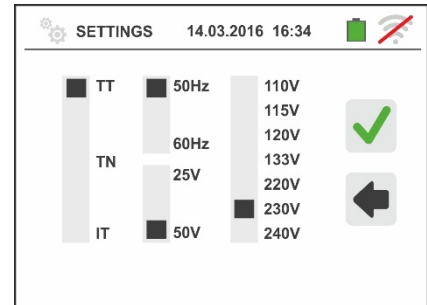 SETTINGS 14.03.2016 16:34
TT 50Hz 110V
115V
120V
60Hz
TN 133V
25V
220V
230V
IT 50V 240V